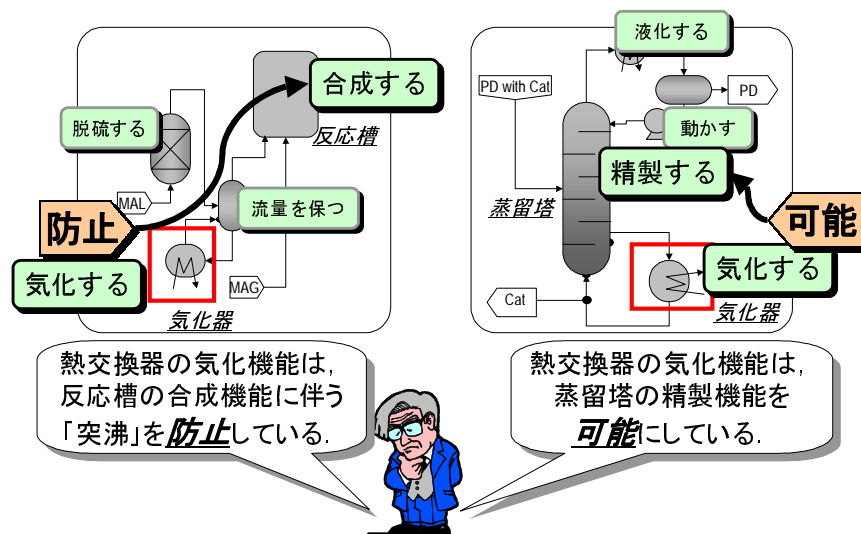 合成する
脱硫する
反応槽
MAL
防止
流量を保つ
気化する
MAG
気化器
液化する
PD with Cat
PD
動かす
精製する
蒸留塔
可能
気化する
Cat
気化器
熱交換器の気化機能は,
反応槽の合成機能に伴う
「突沸」を防止している.
熱交換器の気化機能は,
蒸留塔の精製機能を
可能にしている.